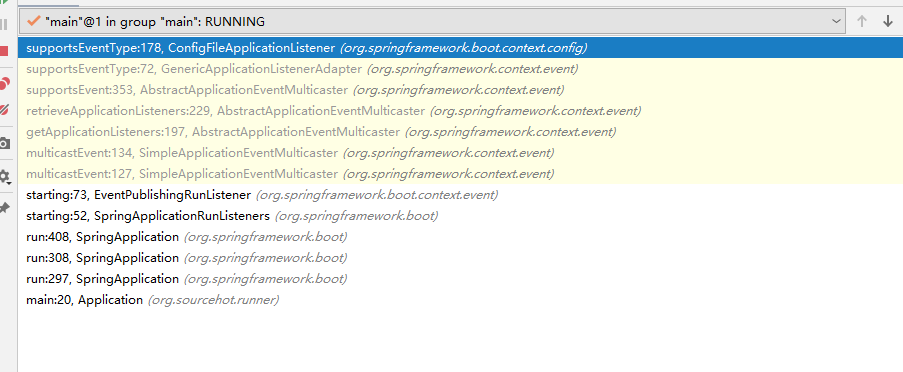 "main"@1 in group "main": RUNNING
supportsEventType:178, ConfigFileApplicationListener (org.springframework.boot.context.config)
supportsEventType:72, GenericApplicationListenerAdapter (org.springframework.context.event)
supportsEvent:353, AbstractApplicationEventMulticaster (org.springframework.context.event)
retrieveApplicationListeners:229, AbstractApplicationEventMulticaster (org.springframework.context.event)
getApplicationListeners:197, AbstractApplicationEventMulticaster (org.springframework.context.event)
multicastEvent:134, SimpleApplicationEventMulticaster (org.springframework.context.event)
multicastEvent:127, SimpleApplicationEventMulticaster (org.springframework.context.event)
starting:73, EventPublishingRunListener (org.springframework.boot.context.event)
starting:52, SpringApplicationRunListeners (org.springframework.boot)
run:408, SpringApplication (org.springframework.boot)
run:308, SpringApplication (org.springframework.boot)
run:297, SpringApplication (org.springframework.boot)
main:20, Application (org.sourcehot.runner)